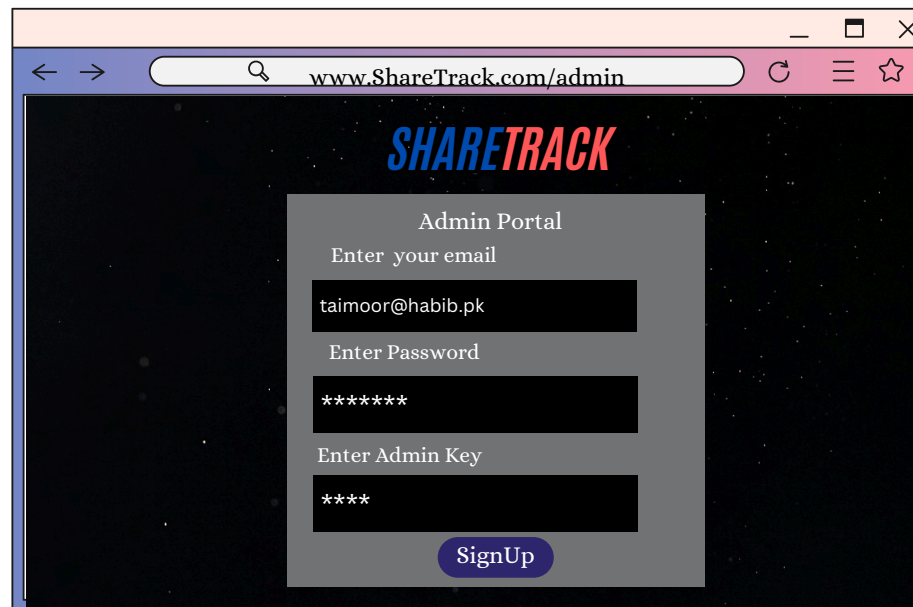 www.ShareTrack.com/admin
SHARETRACK
Admin Portal
Enter your email
taimoor@habib.pk
Enter Password
*******
Enter Admin Key
****
SignUp